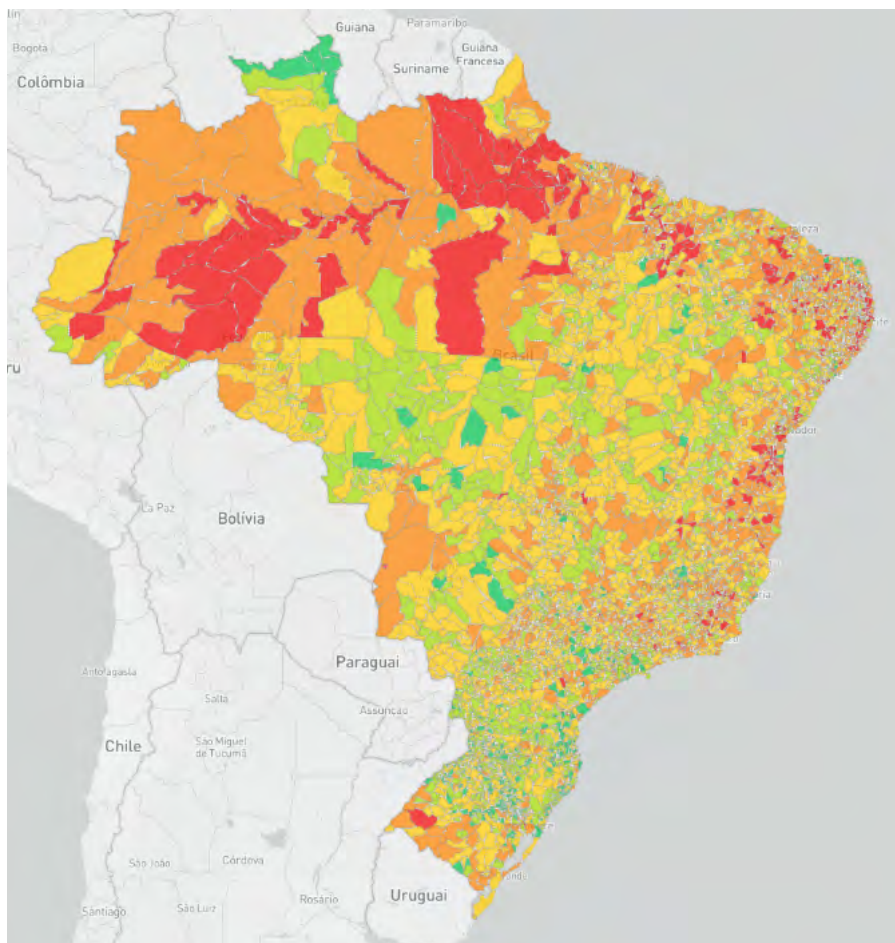 Paramaribo
Guiana
Guiana
Francesa
Bogotá
Suriname
Colômbia
Brasil
La Paz
Bolívia
Paraguai
Antofagasta
Salta
Assunção
Chile
São Miguel
de Tucumã
São João
Córdova
Rosário
Uruguai
Santiago
São Luiz